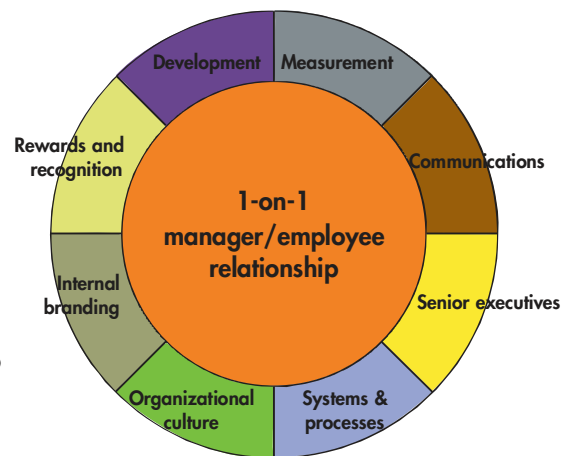 Development
Measurement
Rewards and
recognition
Communications
1-on-1
manager/employee
relationship
Internal
branding
Senior executives
Organizational
culture
Systems &
processes